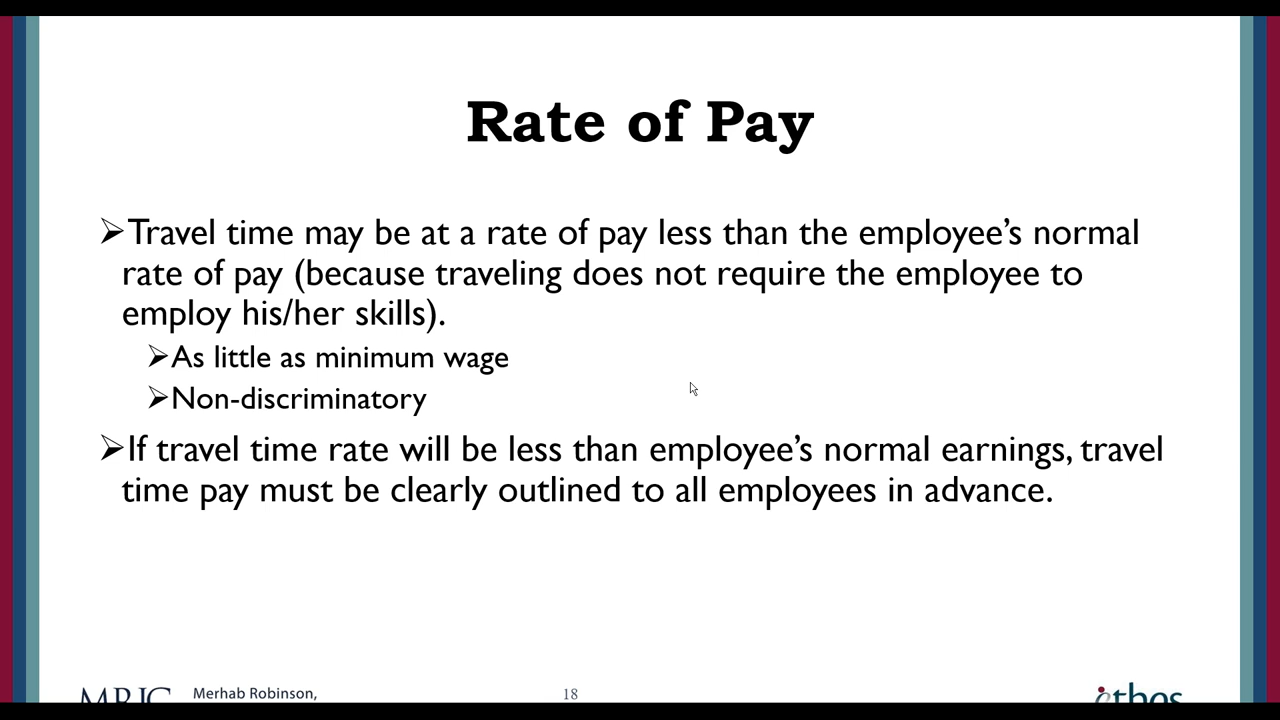 Rate of Pay
➢Travel time may be at a rate of pay less than the employee’s normal
rate of pay (because traveling does not require the employee to
employ his/her skills).
➢As little as minimum wage
➢Non-discriminatory
➢If travel time rate will be less than employee’s normal earnings, travel
time pay must be clearly outlined to all employees in advance.
MRJC
Merhab Robinson,
18
ethos